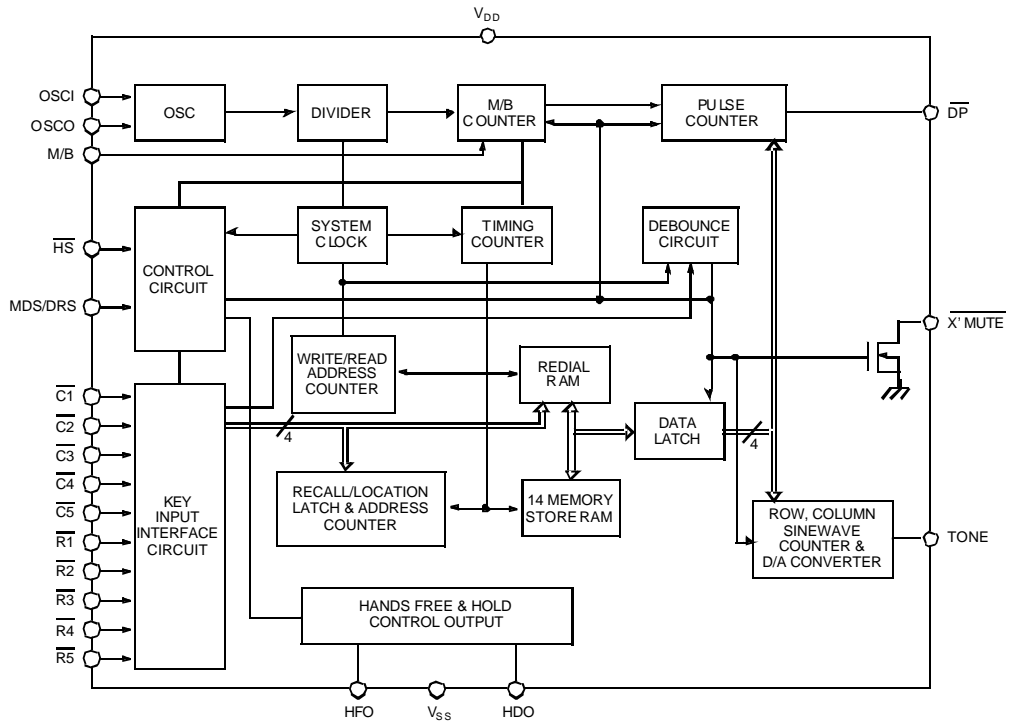 VDD
OSCI
OSCO
M/B
OSC
DIVIDER
M/B
COUNTER
PULSE
COUNTER
DP
HS
MDS/DRS
CONTROL
CIRCUIT
SYSTEM
CLOCK
TIMING
COUNTER
DEBOUNCE
CIRCUIT
X' MUTE
WRITE/READ
ADDRESS
COUNTER
REDIAL
RAM
DATA
LATCH
4
4
C1
C2
C3
C4
C5
R1
R2
R3
R4
R5
KEY
INPUT
INTERFACE
CIRCUIT
RECALL/LOCATION
LATCH & ADDRESS
COUNTER
14 MEMORY
STORE RAM
ROW, COLUMN
SINEWAVE
COUNTER &
D/A CONVERTER
TONE
HANDS FREE & HOLD
CONTROL OUTPUT
HFO
VSS
HDO